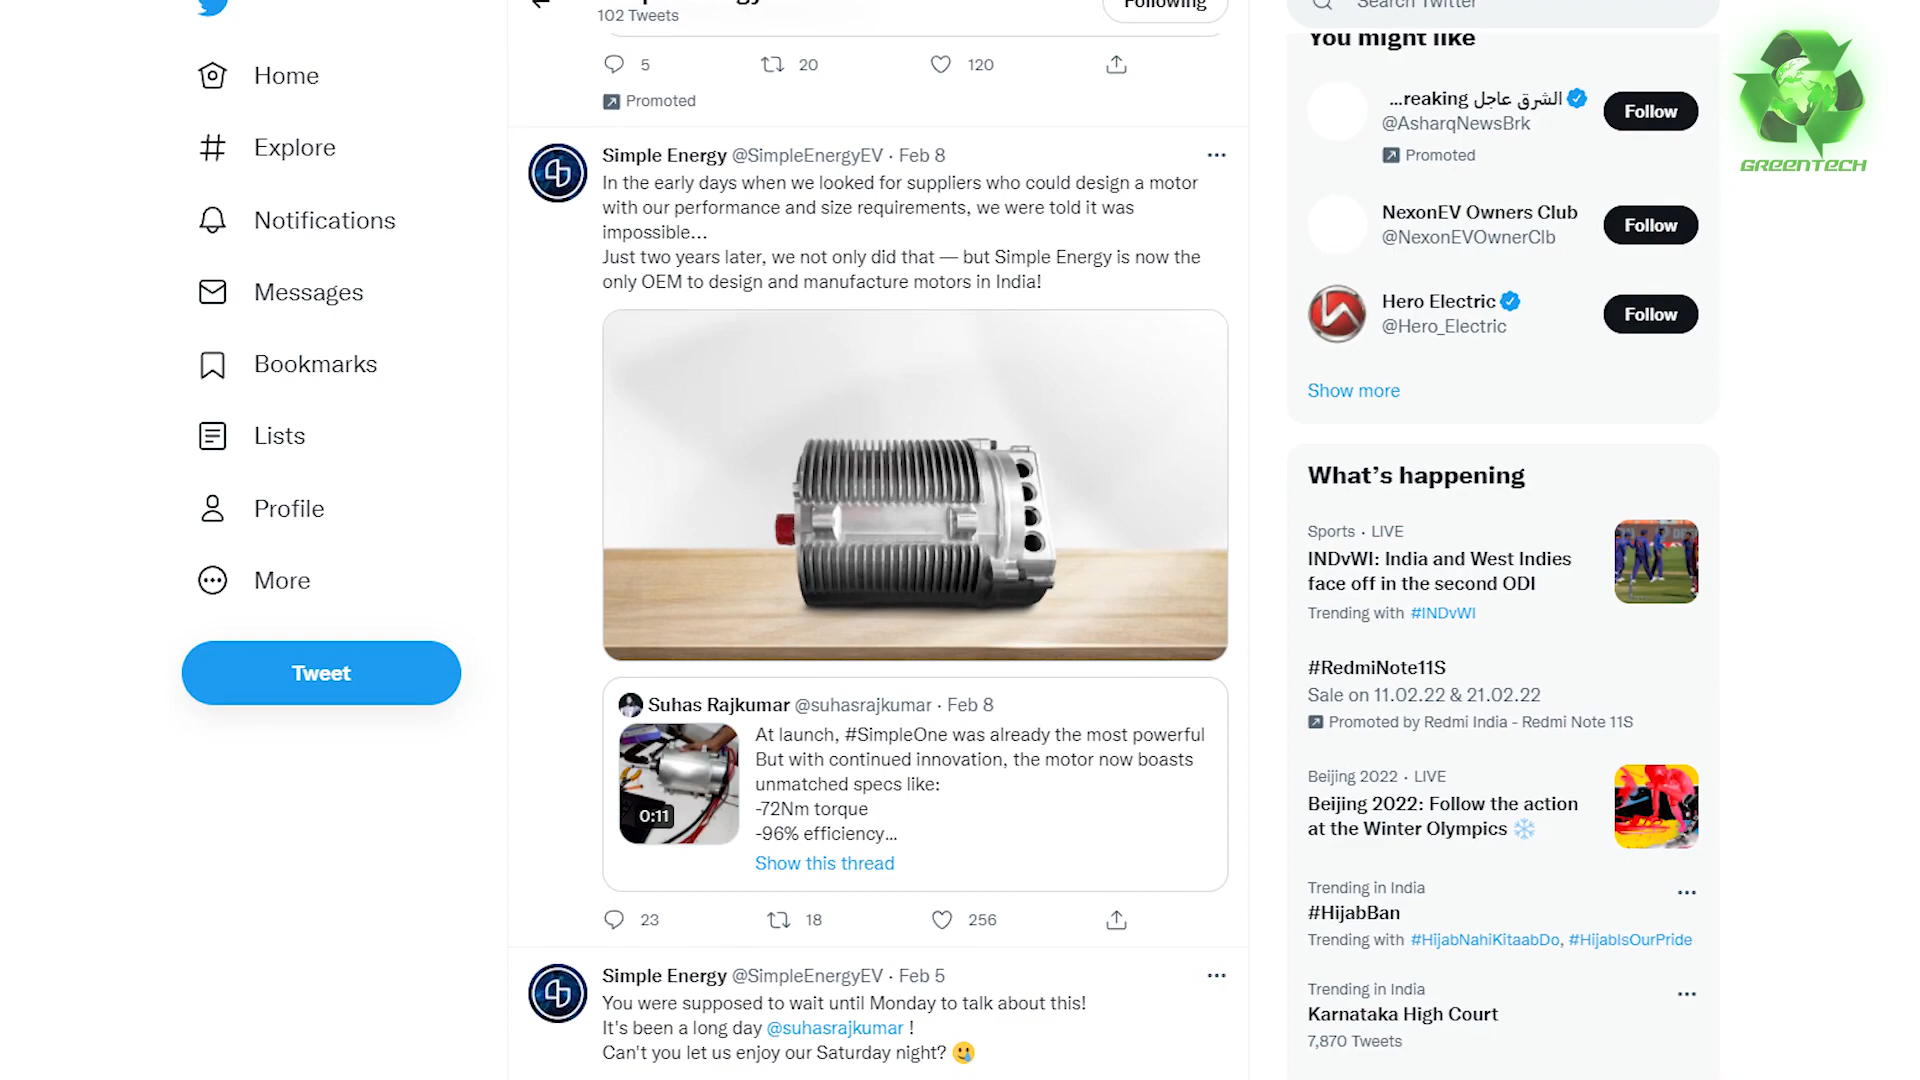 Home
Explore
Notifications
Messages
Bookmarks
Lists
Profile
More
Tweet
102 Tweets
Following
5 20 120
Promoted
Simple Energy @SimpleEnergyEV · Feb 8
In the early days when we looked for suppliers who could design a motor
with our performance and size requirements, we were told it was
impossible...
Just two years later, we not only did that — but Simple Energy is now the
only OEM to design and manufacture motors in India!
Suhas Rajkumar @suhasrajkumar · Feb 8
0:11
At launch, #SimpleOne was already the most powerful
But with continued innovation, the motor now boasts
unmatched specs like:
-72Nm torque
-96% efficiency...
Show this thread
23 18 256
Simple Energy @SimpleEnergyEV · Feb 5
You were supposed to wait until Monday to talk about this!
It's been a long day @suhasrajkumar !
Can't you let us enjoy our Saturday night? 🥲
Search Twitter
You might like
الشرق عاجل reaking...
@AsharqNewsBrk
Follow
Promoted
NexonEV Owners Club
@NexonEVOwnerClb
Follow
Hero Electric
@Hero_Electric
Follow
Show more
What's happening
Sports · LIVE
INDvWI: India and West Indies
face off in the second ODI
Trending with #INDvWI
#RedmiNote11S
Sale on 11.02.22 & 21.02.22
Promoted by Redmi India - Redmi Note 11S
Beijing 2022 · LIVE
Beijing 2022: Follow the action
at the Winter Olympics ❄️
Trending in India
#HijabBan
Trending with #HijabNahiKitaabDo, #HijabIsOurPride
Trending in India
Karnataka High Court
7,870 Tweets
GREENTECH